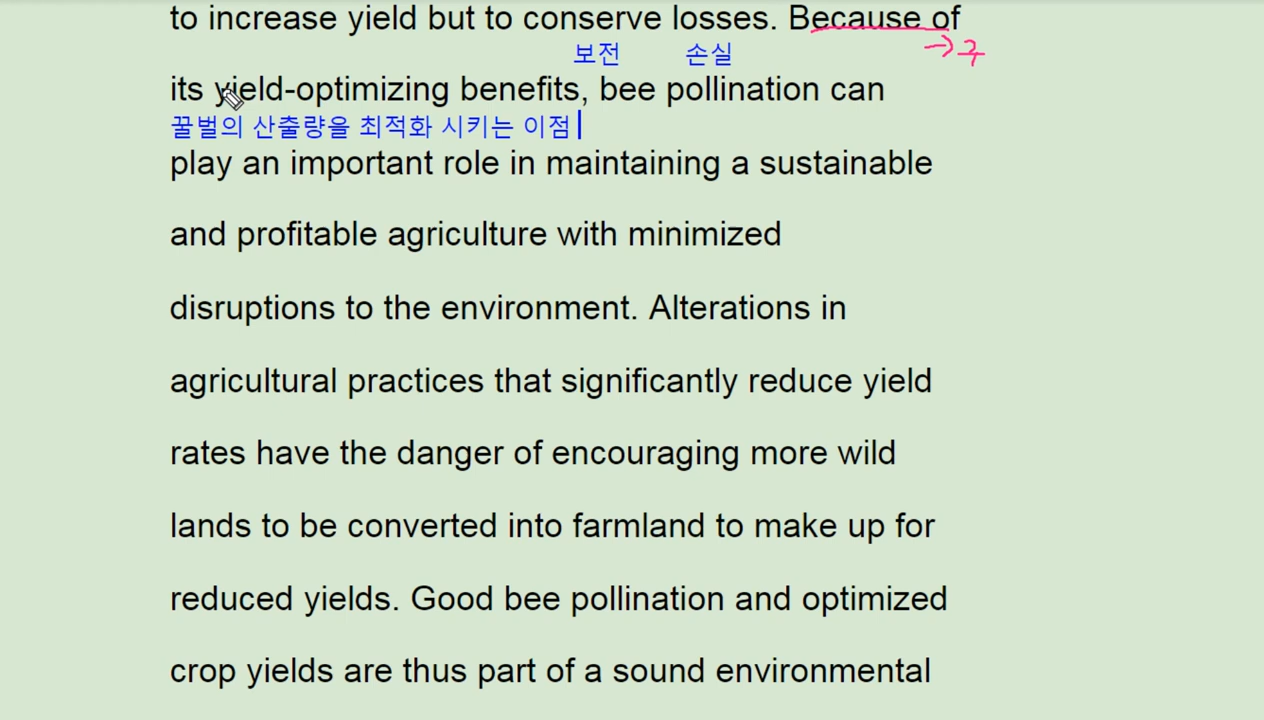 to increase yield but to conserve losses. Because of
보전 손실 →구
its yield-optimizing benefits, bee pollination can
꿀벌의 산출량을 최적화 시키는 이점
play an important role in maintaining a sustainable
and profitable agriculture with minimized
disruptions to the environment. Alterations in
agricultural practices that significantly reduce yield
rates have the danger of encouraging more wild
lands to be converted into farmland to make up for
reduced yields. Good bee pollination and optimized
crop yields are thus part of a sound environmental